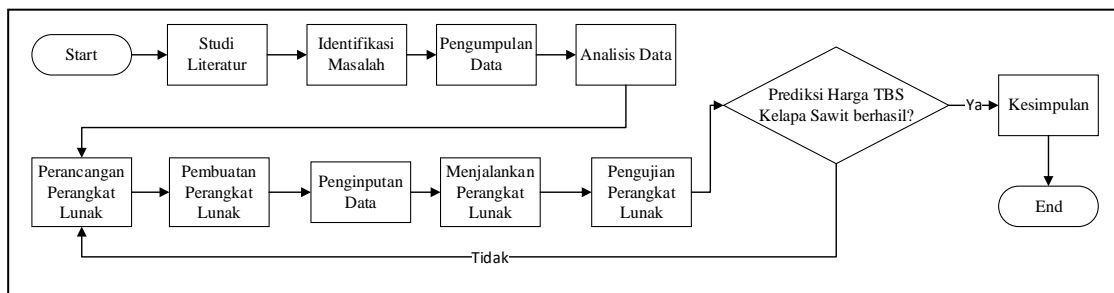 Start
Studi
Literatur
Identifikasi
Masalah
Pengumpulan
Data
Analisis Data
Perancangan
Perangkat
Lunak
Pembuatan
Perangkat
Lunak
Penginputan
Data
Menjalankan
Perangkat
Lunak
Pengujian
Perangkat
Lunak
Prediksi Harga TBS
Kelapa Sawit berhasil?
Ya
Kesimpulan
End
Tidak